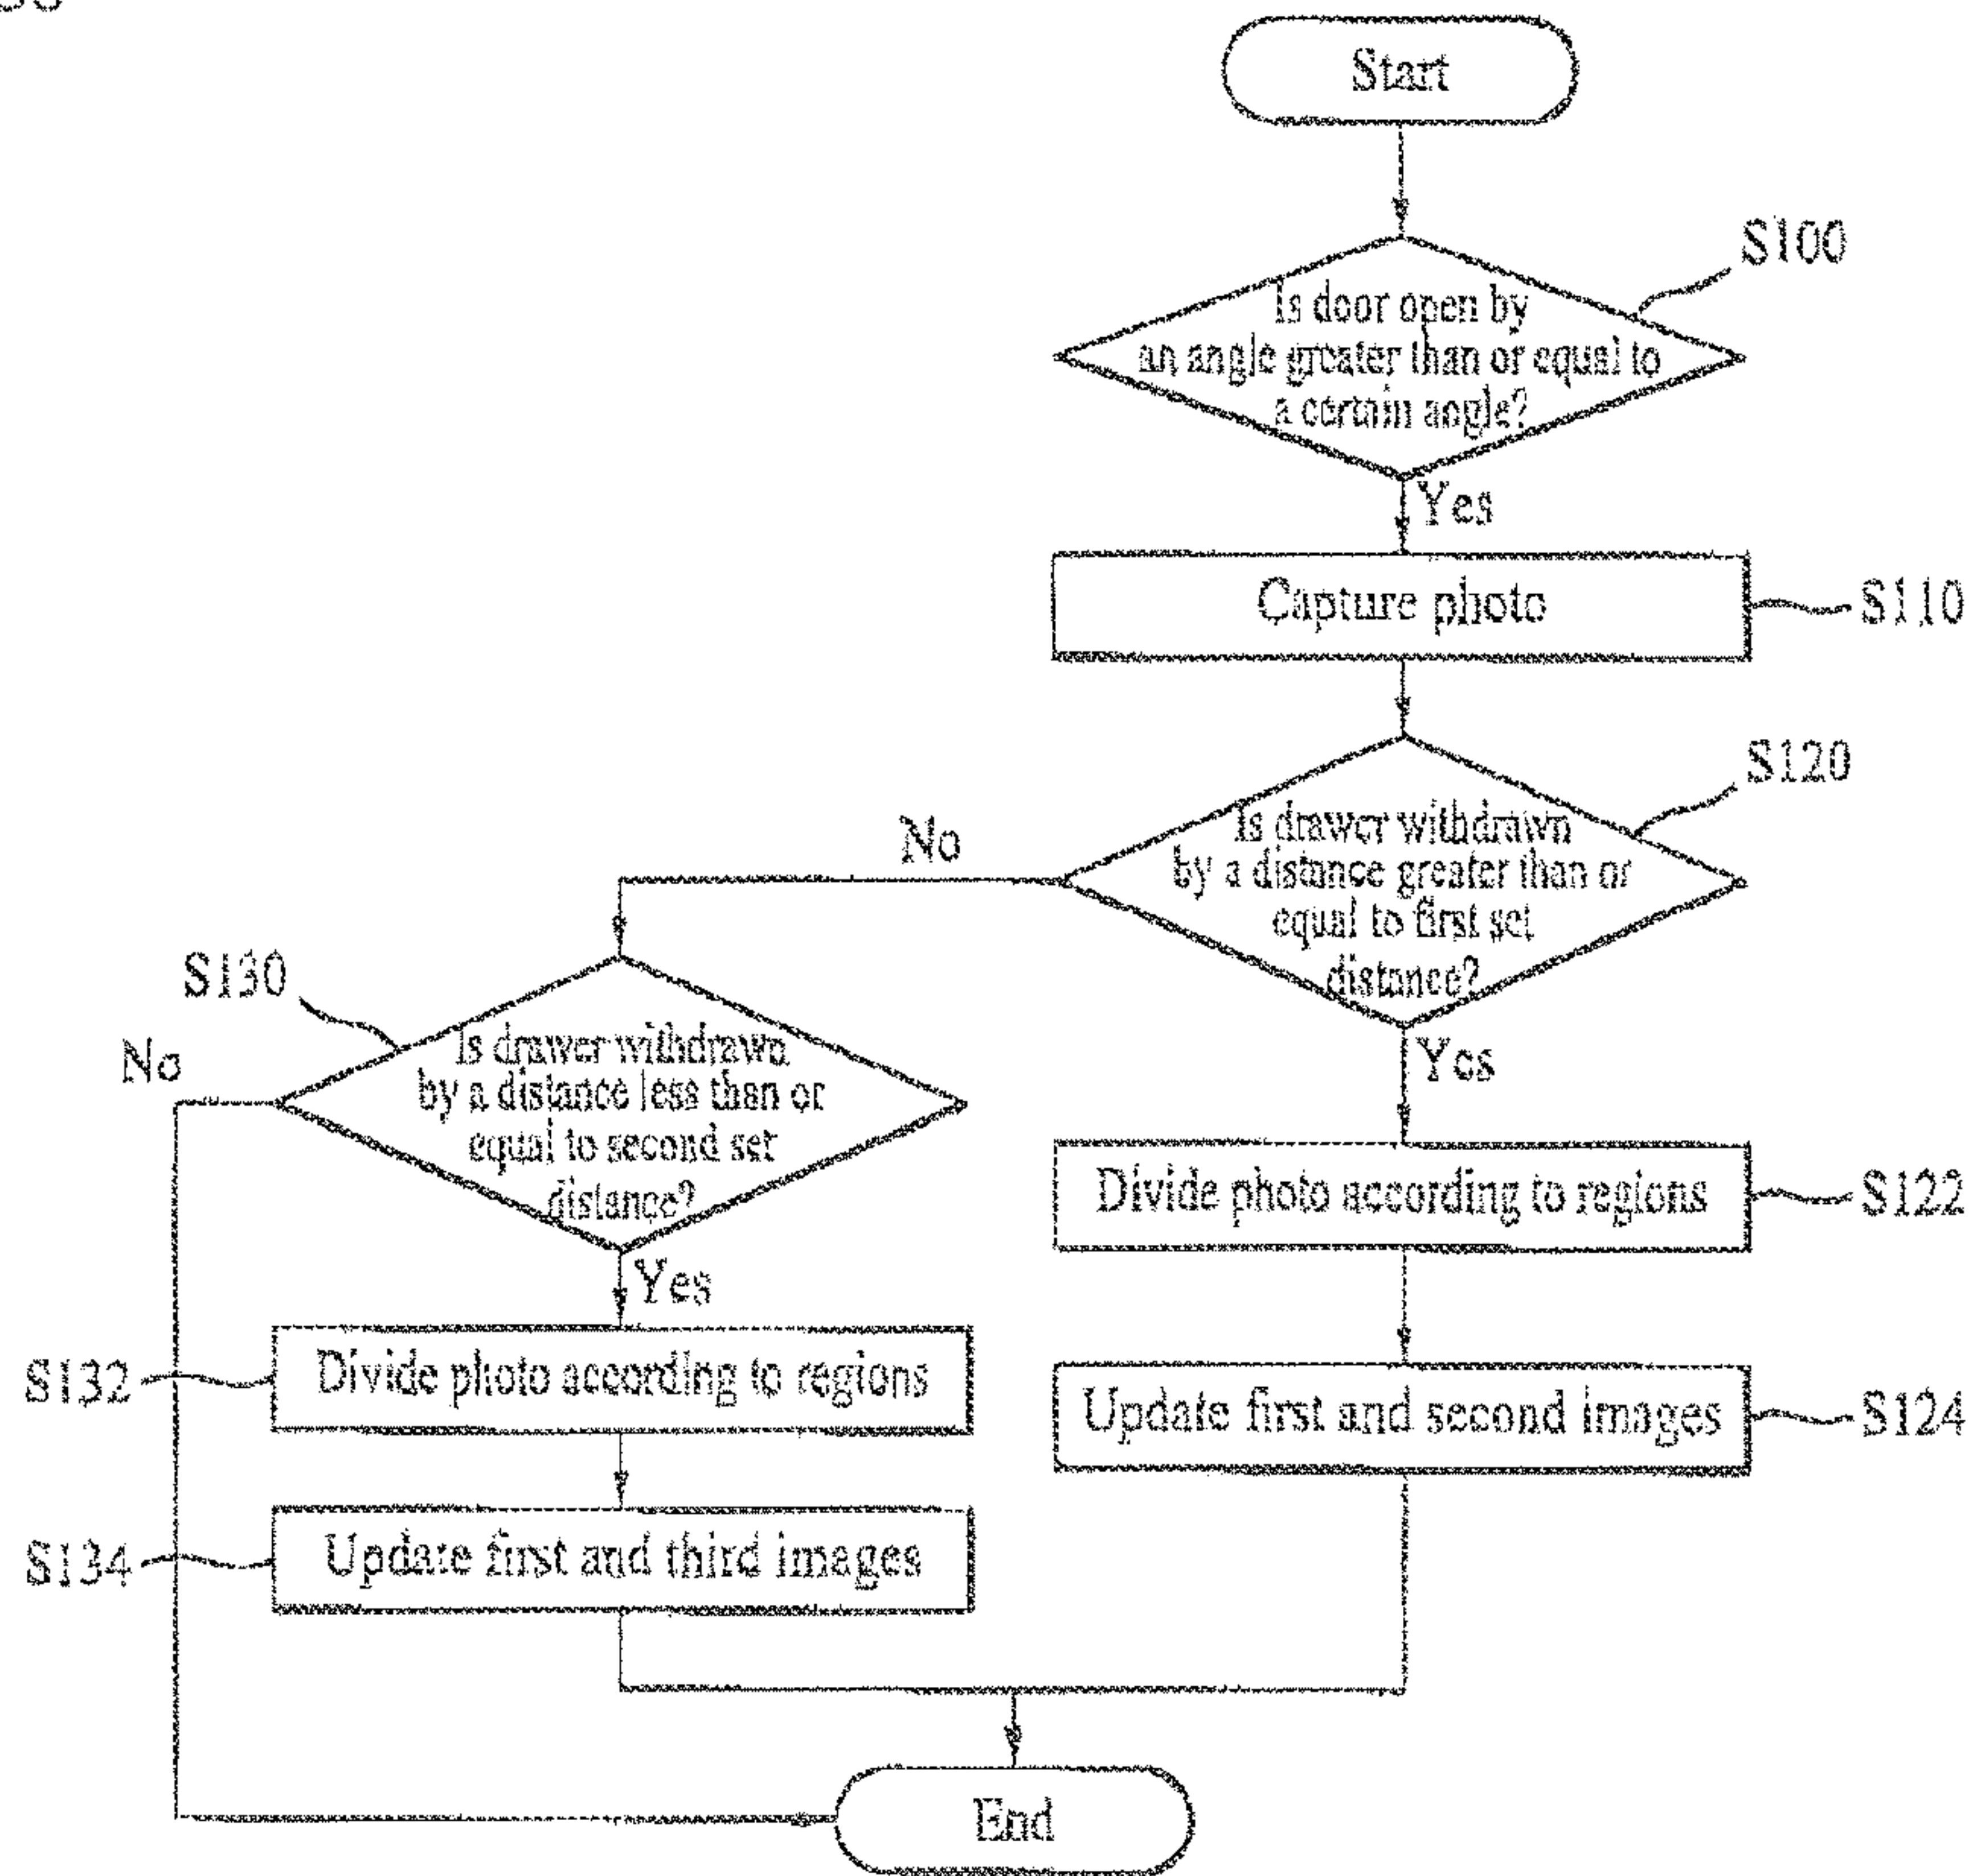 Start
S100
Is door open by
an angle greater than or equal to
a certain angle?
Yes
Capture photo
S110
S120
Is drawer withdrawn
by a distance greater than or
equal to first set
distance?
No
Yes
S130
Is drawer withdrawn
by a distance less than or
equal to second set
distance?
No
Yes
Divide photo according to regions
S122
S132
Divide photo according to regions
Update first and second images
S124
S134
Update first and third images
End